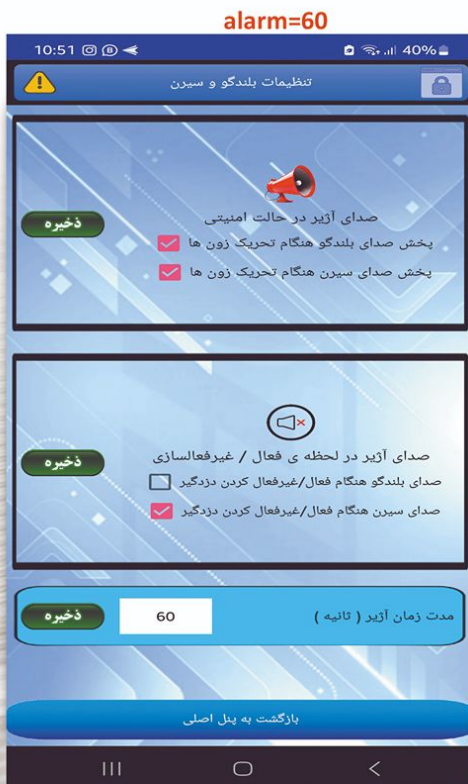 alarm=60
10:51
40%
تنظیمات بلندگو و سیرن
صدای آژیر در حالت امنیتی
ذخیره
پخش صدای بلندگو هنگام تحریک زون ها
پخش صدای سیرن هنگام تحریک زون ها
صدای آژیر در لحظه ی فعال / غیرفعالسازی
ذخیره
صدای بلندگو هنگام فعال/غیرفعال کردن دزدگیر
صدای سیرن هنگام فعال/غیرفعال کردن دزدگیر
مدت زمان آژیر ( ثانیه )
60
ذخیره
بازگشت به پنل اصلی